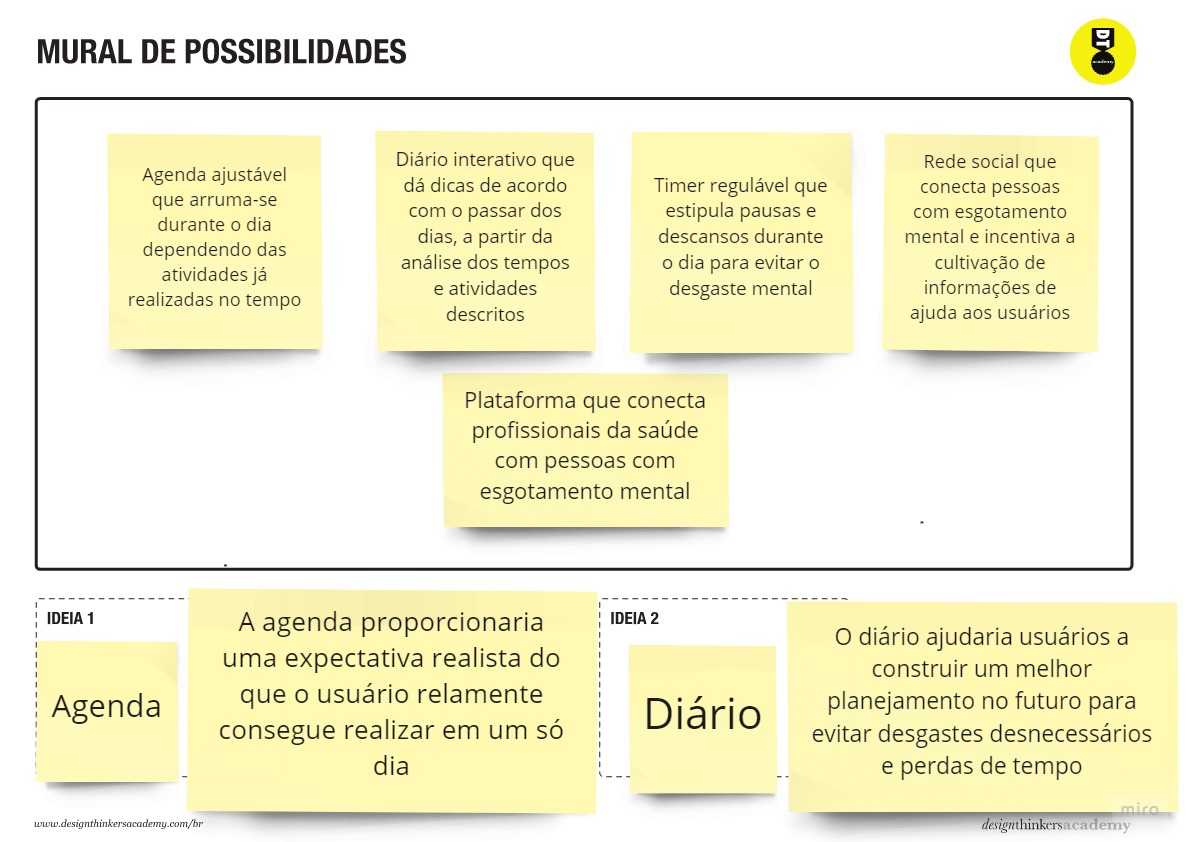 MURAL DE POSSIBILIDADES
DT
academy
Agenda ajustável
que arruma-se
durante o dia
dependendo das
atividades já
realizadas no tempo
Diário interativo que
dá dicas de acordo
com o passar dos
dias, a partir da
análise dos tempos
e atividades
descritos
Timer regulável que
estipula pausas e
descansos durante
o dia para evitar o
desgaste mental
Rede social que
conecta pessoas
com esgotamento
mental e incentiva a
cultivação de
informações de
ajuda aos usuários
Plataforma que conecta
profissionais da saúde
com pessoas com
esgotamento mental
IDEIA 1
Agenda
A agenda proporcionaria
uma expectativa realista do
que o usuário relamente
consegue realizar em um só
dia
IDEIA 2
Diário
O diário ajudaria usuários a
construir um melhor
planejamento no futuro para
evitar desgastes desnecessários
e perdas de tempo
miro
www.designthinkersacademy.com/br
designthinkersacademy